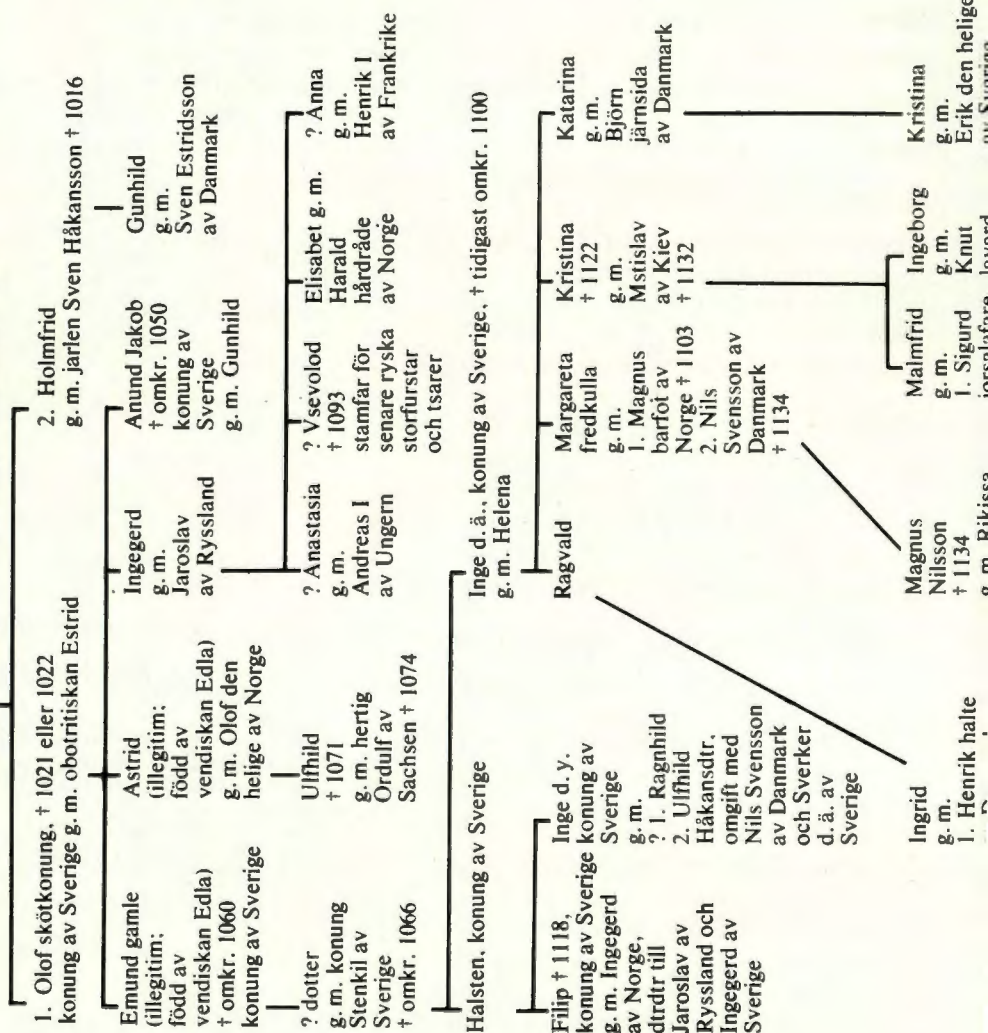 1. Olof skötkonung, † 1021 eller 1022
konung av Sverige g. m. obotritiskan Estrid
2. Holmfrid
g. m. jarlen Sven Håkansson † 1016
Emund gamle
(illegitim;
född av
vendiskan Edla)
† omkr. 1060
konung av Sverige
Astrid
(illegitim;
född av
vendiskan Edla)
g. m. Olof den
helige av Norge
Ingegerd
g. m.
Jaroslav
av Ryssland
Anund Jakob
† omkr. 1050
konung av
Sverige
g. m. Gunhild
Gunhild
g. m.
Sven Estridsson
av Danmark
? dotter
g. m. konung
Stenkil av
Sverige
† omkr. 1066
Ulfhild
† 1071
g. m. hertig
Ordulf av
Sachsen † 1074
? Anastasia
g. m.
Andreas I
av Ungern
? Vsevolod
† 1093
stamfar för
senare ryska
storfurstar
och tsarer
Elisabet g. m.
Harald
hårdråde
av Norge
? Anna
g. m.
Henrik I
av Frankrike
Halsten, konung av Sverige
Inge d. ä., konung av Sverige, † tidigast omkr. 1100
g. m. Helena
Filip † 1118,
konung av Sverige
g. m. Ingegerd
av Norge,
dtrdtr till
Jaroslav av
Ryssland och
Ingegerd av
Sverige
Inge d. y.
konung av
Sverige
g. m.
? 1. Ragnhild
2. Ulfhild
Håkansdtr.
omgift med
Nils Svensson
av Danmark
och Sverker
d. ä. av
Sverige
Ragvald
Margareta
fredkulla
g. m.
1. Magnus
barfot av
Norge † 1103
2. Nils
Svensson av
Danmark
† 1134
Kristina
† 1122
g. m.
Mstislav
av Kiev
† 1132
Katarina
g. m.
Björn
järnsida
av Danmark
Ingrid
g. m.
1. Henrik halte
Magnus
Nilsson
† 1134
g. m. Rikissa
Malmfrid
g. m.
1. Sigurd
jorsalafare
Ingeborg
g. m.
Knut
lavard
Kristina
g. m.
Erik den helige
av Sverige